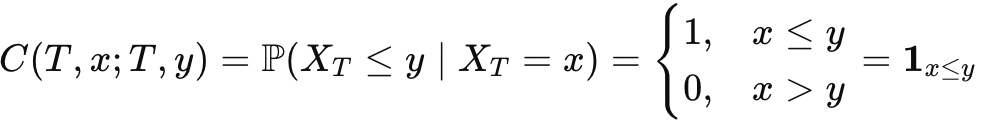 C(T, x; T, y) = ℙ(X_T ≤ y | X_T = x) = { 1, x ≤ y
0, x > y = 𝟏_{x≤y}